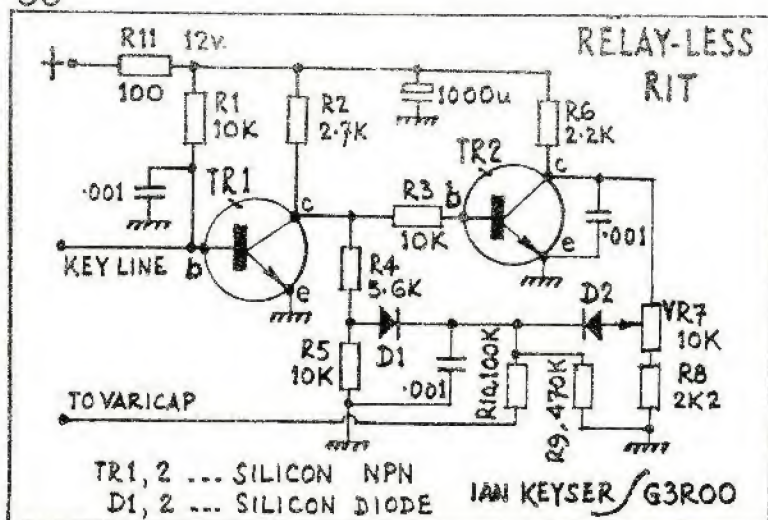 RELAY-LESS
RIT
R11
12v.
100
R1
10K
R2
2.7K
1000u
R6
2.2K
.001
TR1
TR2
c
c
R3
10K
b
.001
KEY LINE
b
e
e
R4
5.6K
D1
D2
VR7
10K
R5
10K
.001
R10,100K
R9,470K
R8
2K2
TO VARICAP
TR1, 2 ... SILICON NPN
D1, 2 ... SILICON DIODE
IAN KEYSER/G3ROO